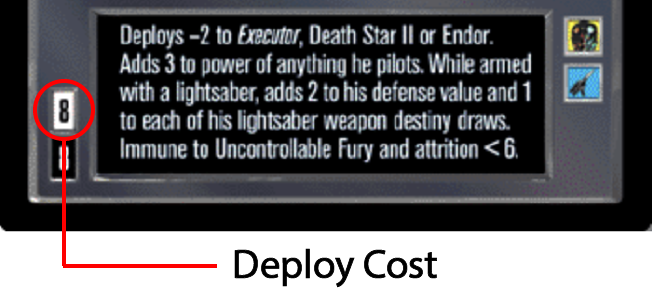 Deploys –2 to Executor, Death Star II or Endor.
Adds 3 to power of anything he pilots. While armed
with a lightsaber, adds 2 to his defense value and 1
to each of his lightsaber weapon destiny draws.
Immune to Uncontrollable Fury and attrition < 6.
8
Deploy Cost